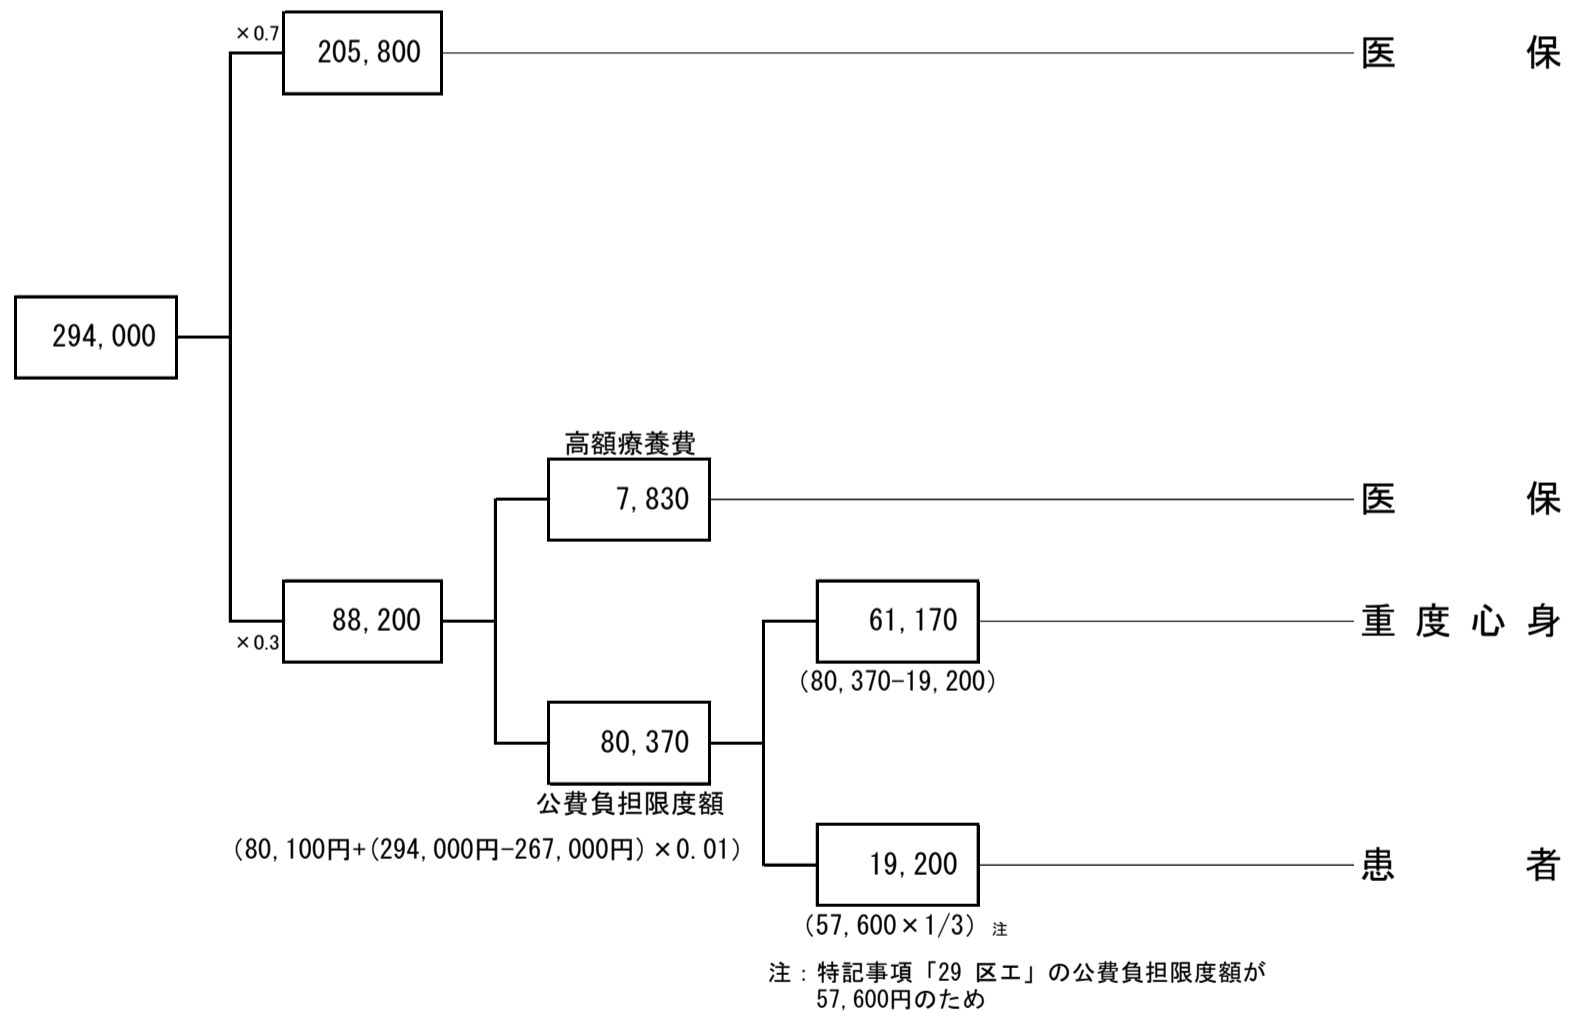 ×0.7
205,800
医保
294,000
高額療養費
7,830
医保
88,200
×0.3
61,170
重度心身
(80,370-19,200)
80,370
公費負担限度額
(80,100円+(294,000円-267,000円)×0.01)
19,200
患者
(57,600×1/3) 注
注：特記事項「29 区エ」の公費負担限度額が
57,600円のため